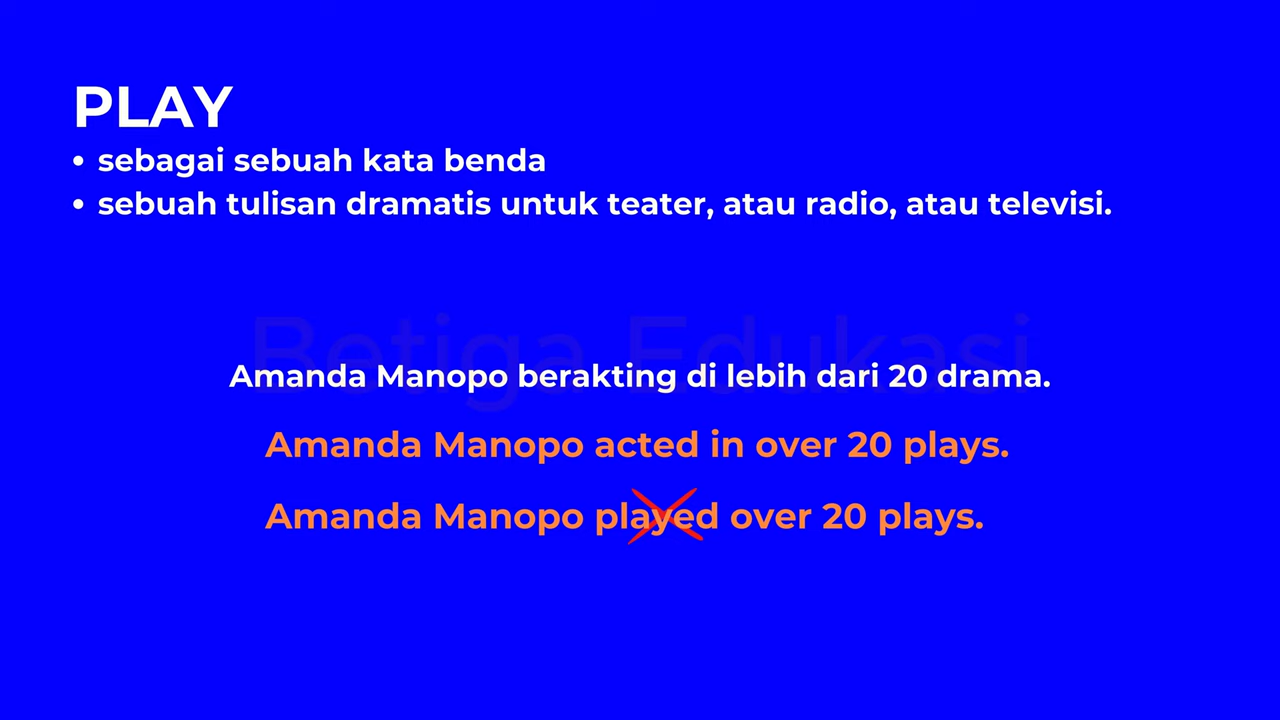 PLAY
• sebagai sebuah kata benda
• sebuah tulisan dramatis untuk teater, atau radio, atau televisi.
Betiga Edukasi
Amanda Manopo berakting di lebih dari 20 drama.
Amanda Manopo acted in over 20 plays.
Amanda Manopo played over 20 plays.